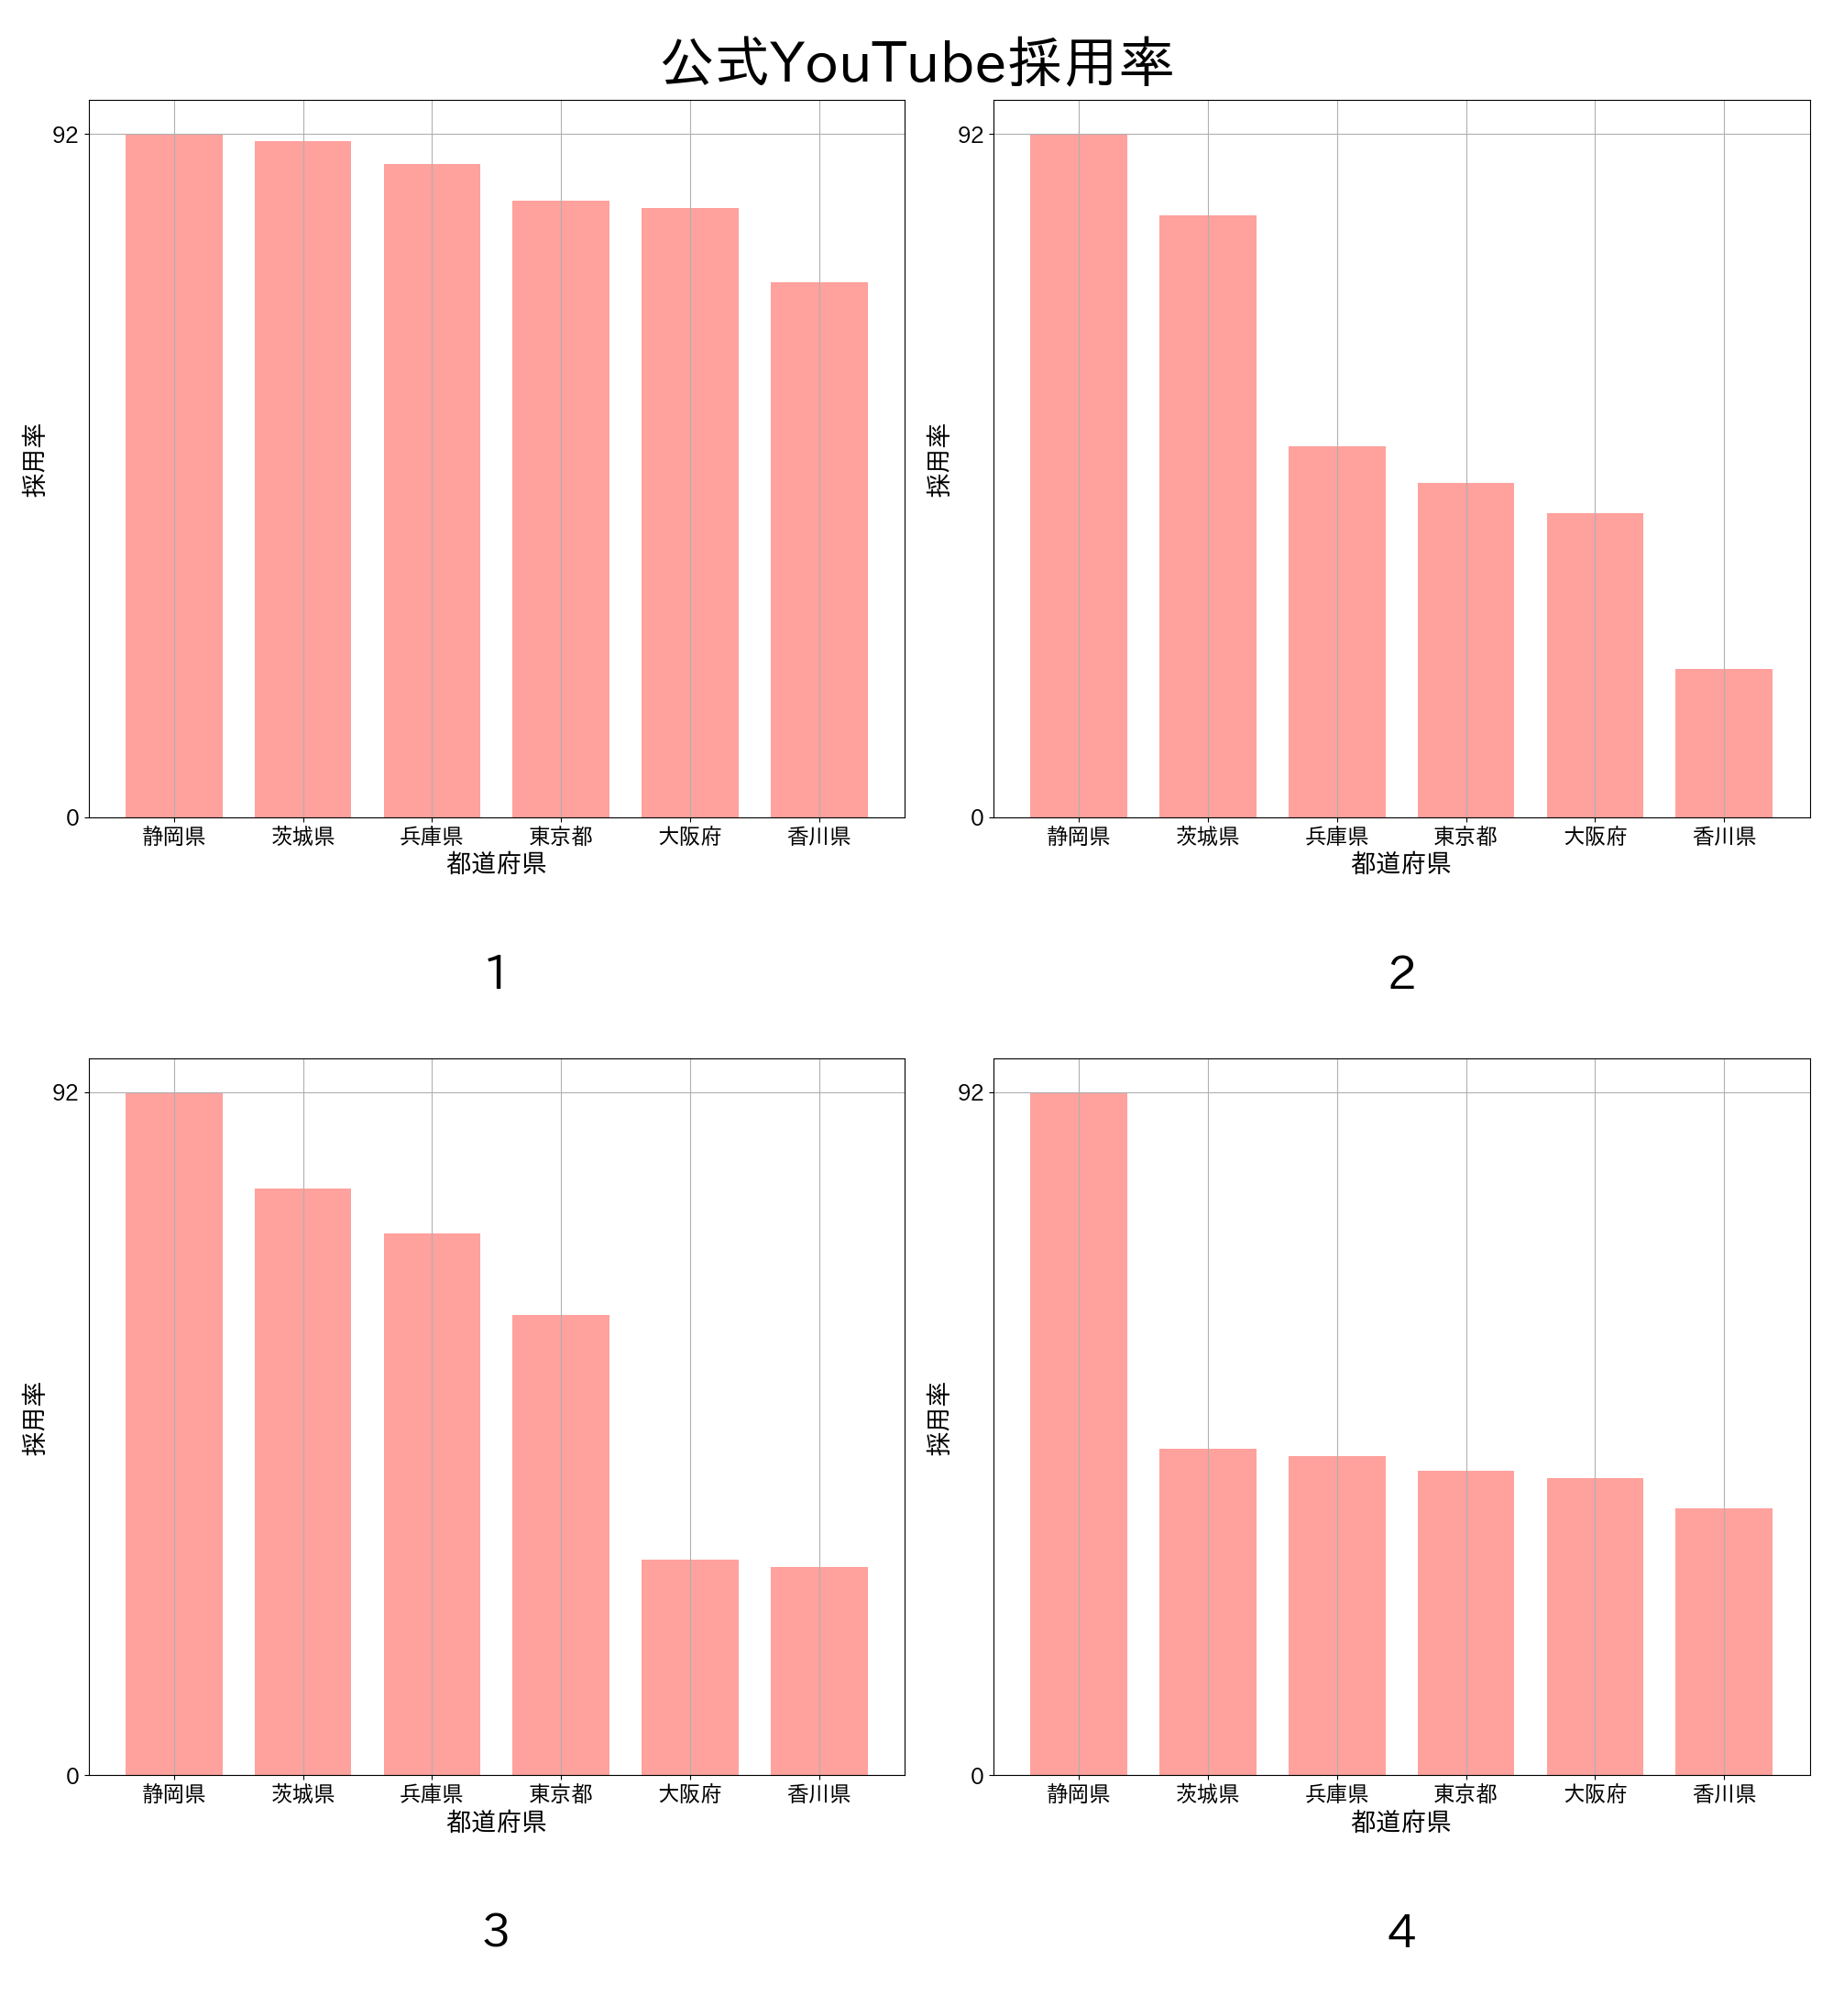 公式YouTube採用率
92
0
採用率
静岡県 茨城県 兵庫県 東京都 大阪府 香川県
都道府県
1
92
0
採用率
静岡県 茨城県 兵庫県 東京都 大阪府 香川県
都道府県
2
92
0
採用率
静岡県 茨城県 兵庫県 東京都 大阪府 香川県
都道府県
3
92
0
採用率
静岡県 茨城県 兵庫県 東京都 大阪府 香川県
都道府県
4